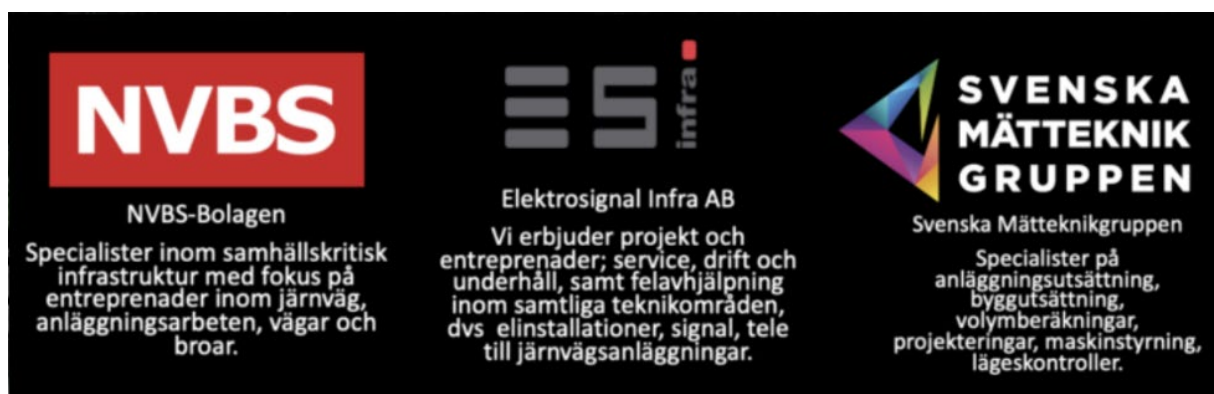 NVBS
NVBS-Bolagen
Specialister inom samhällskritisk
infrastruktur med fokus på
entreprenader inom järnväg,
anläggningsarbeten, vägar och
broar.
ES
infra
Elektrosignal Infra AB
Vi erbjuder projekt och
entreprenader; service, drift och
underhåll, samt felavhjälpning
inom samtliga teknikområden,
dvs elinstallationer, signal, tele
till järnvägsanläggningar.
SVENSKA
MÄTTEKNIK
GRUPPEN
Svenska Mätteknikgruppen
Specialister på
anläggningsutsättning,
byggutsättning,
volymberäkningar,
projekteringar, maskinstyrning,
lägeskontroller.